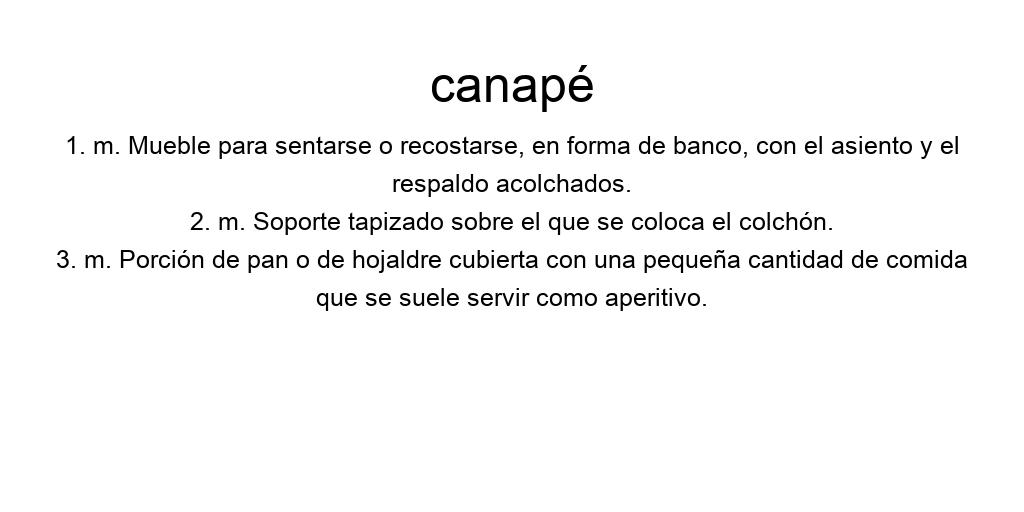 canapé
1. m. Mueble para sentarse o recostarse, en forma de banco, con el asiento y el
respaldo acolchados.
2. m. Soporte tapizado sobre el que se coloca el colchón.
3. m. Porción de pan o de hojaldre cubierta con una pequeña cantidad de comida
que se suele servir como aperitivo.